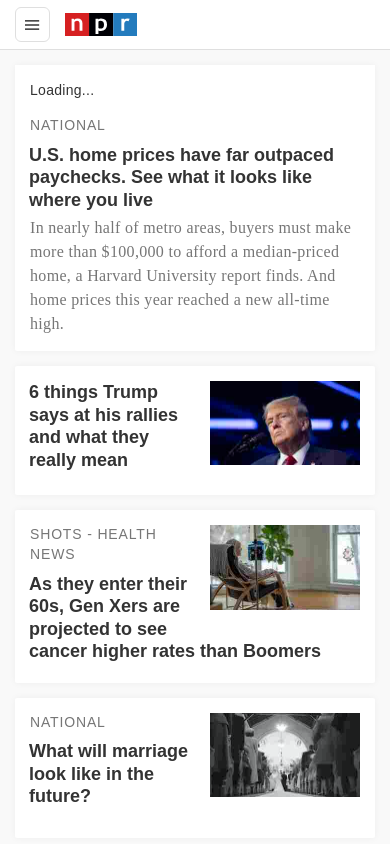 npr
Loading...
NATIONAL
U.S. home prices have far outpaced
paychecks. See what it looks like
where you live
In nearly half of metro areas, buyers must make
more than $100,000 to afford a median-priced
home, a Harvard University report finds. And
home prices this year reached a new all-time
high.
6 things Trump
says at his rallies
and what they
really mean
SHOTS - HEALTH
NEWS
As they enter their
60s, Gen Xers are
projected to see
cancer higher rates than Boomers
NATIONAL
What will marriage
look like in the
future?